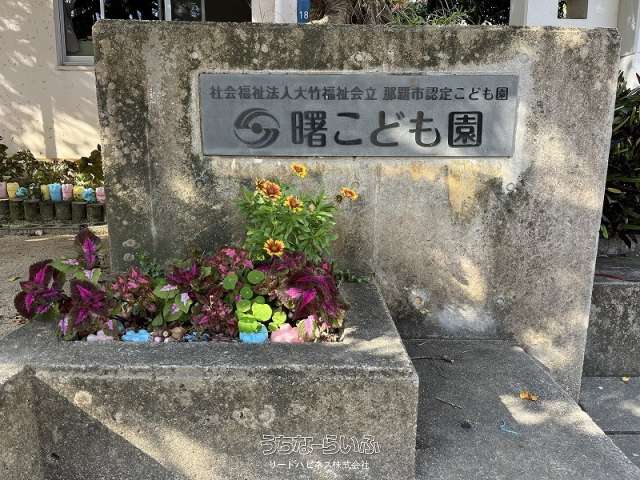 18
社会福祉法人大竹福祉会立 那覇市認定こども園
曙こども園
うちなーらいふ
リードハピネス株式会社